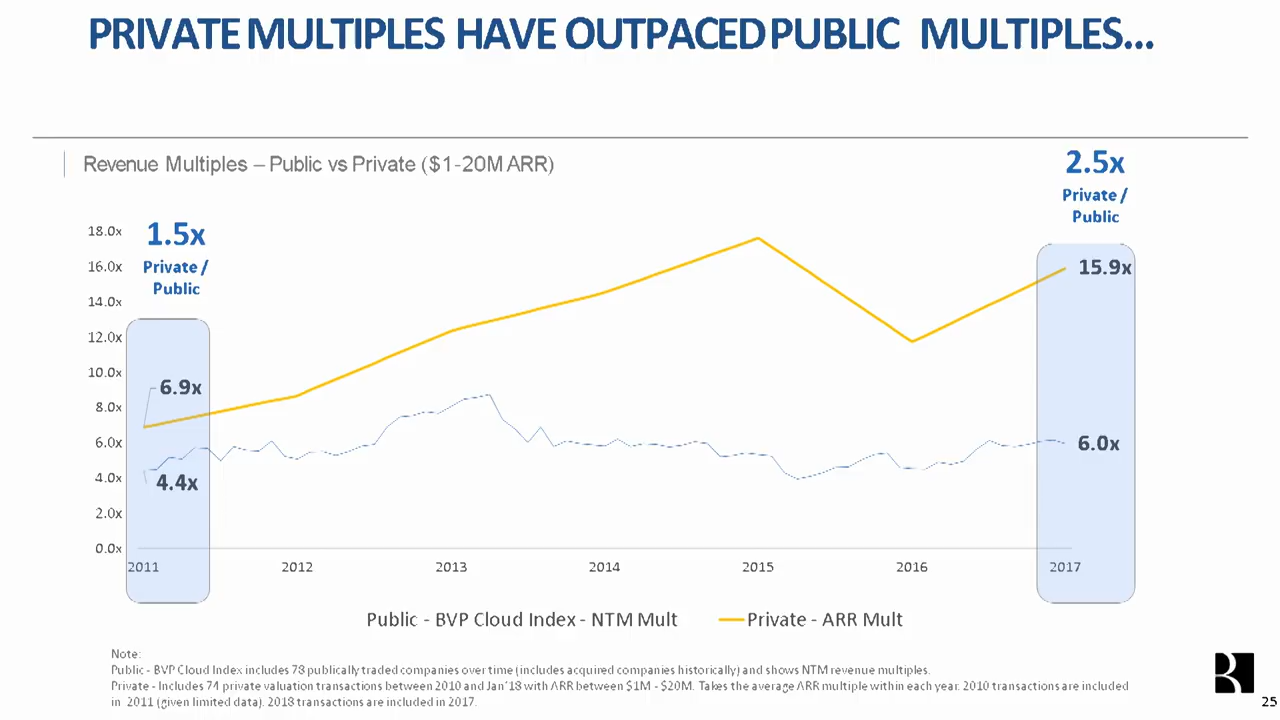 PRIVATE MULTIPLES HAVE OUTPACED PUBLIC MULTIPLES...
Revenue Multiples – Public vs Private ($1-20M ARR)
2.5x
Private /
Public
1.5x
Private /
Public
18.0x
16.0x
14.0x
12.0x
10.0x
8.0x
6.0x
4.0x
2.0x
0.0x
6.9x
4.4x
15.9x
6.0x
2011 2012 2013 2014 2015 2016 2017
Public - BVP Cloud Index - NTM Mult Private - ARR Mult
Note:
Public - BVP Cloud Index includes 78 publically traded companies over time (includes acquired companies historically) and shows NTM revenue multiples.
Private - Includes 74 private valuation transactions between 2010 and Jan'18 with ARR between $1M - $20M. Takes the average ARR multiple within each year. 2010 transactions are included
in 2011 (given limited data). 2018 transactions are included in 2017.
25